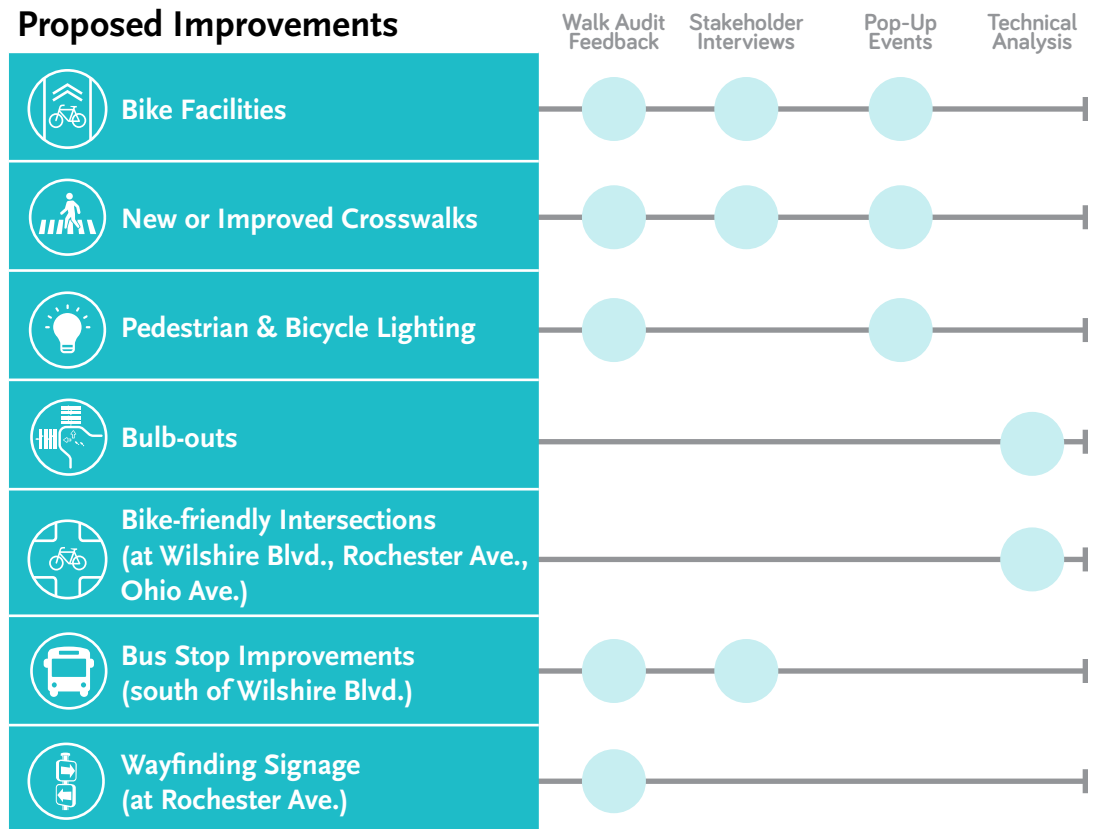 Proposed Improvements
Walk Audit
Feedback
Stakeholder
Interviews
Pop-Up
Events
Technical
Analysis
Bike Facilities
New or Improved Crosswalks
Pedestrian & Bicycle Lighting
Bulb-outs
Bike-friendly Intersections
(at Wilshire Blvd., Rochester Ave.,
Ohio Ave.)
Bus Stop Improvements
(south of Wilshire Blvd.)
Wayfinding Signage
(at Rochester Ave.)